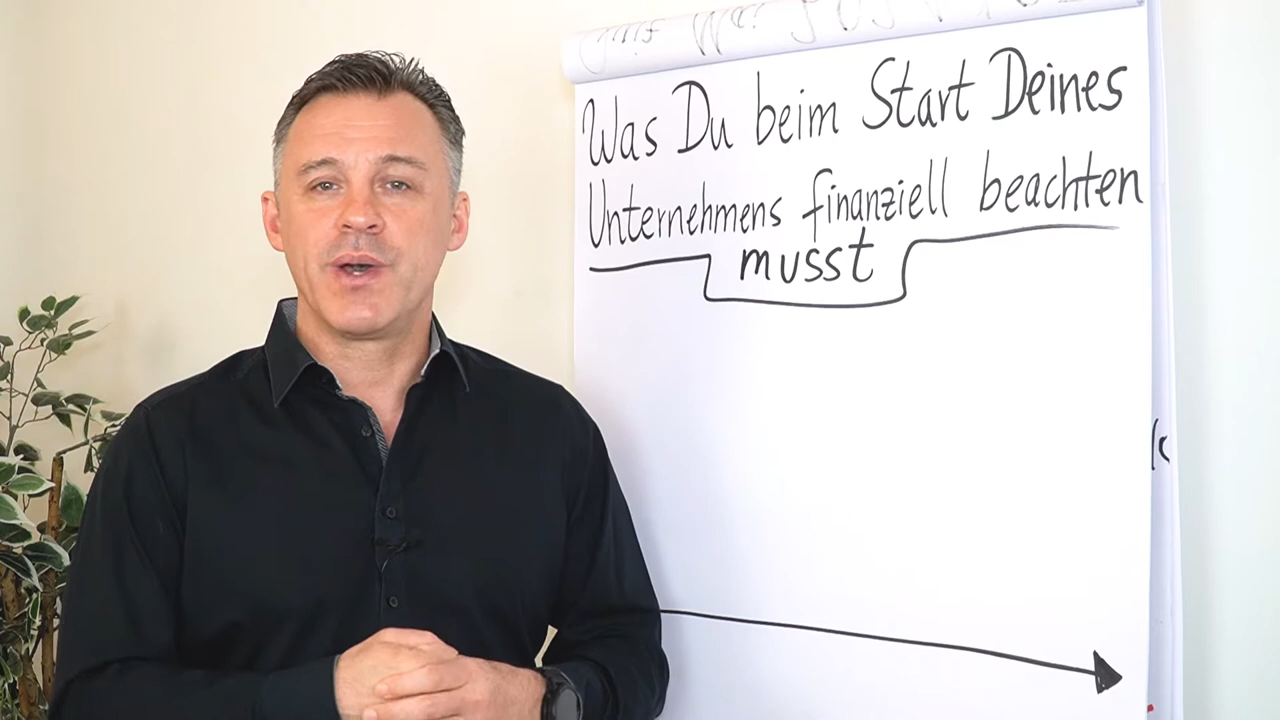 Was Du beim Start Deines
Unternehmens finanziell beachten
musst